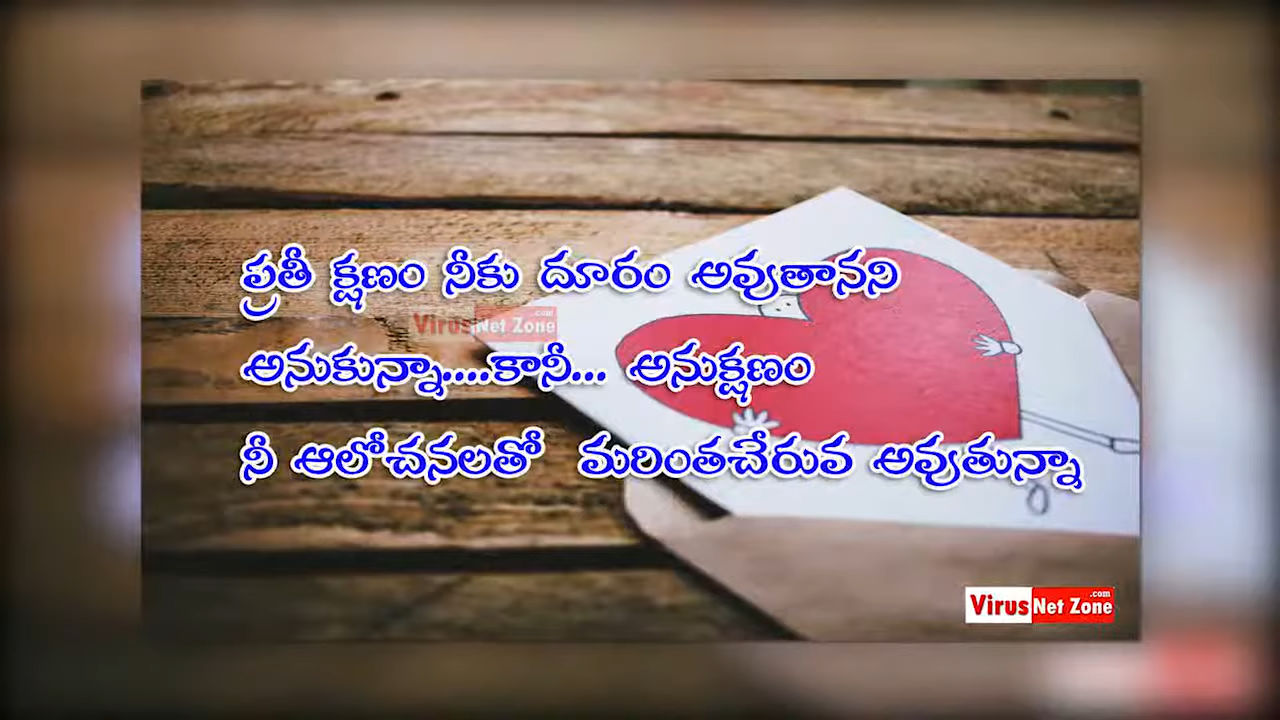 ప్రతీ క్షణం నీకు దూరం అవ్వుతానని
VirusNet Zone.com
అనుకున్నా....కానీ... అనుక్షణం
నీ ఆలోచనలతో మరింతచేరువ అవ్వుతున్నా
VirusNet Zone.com